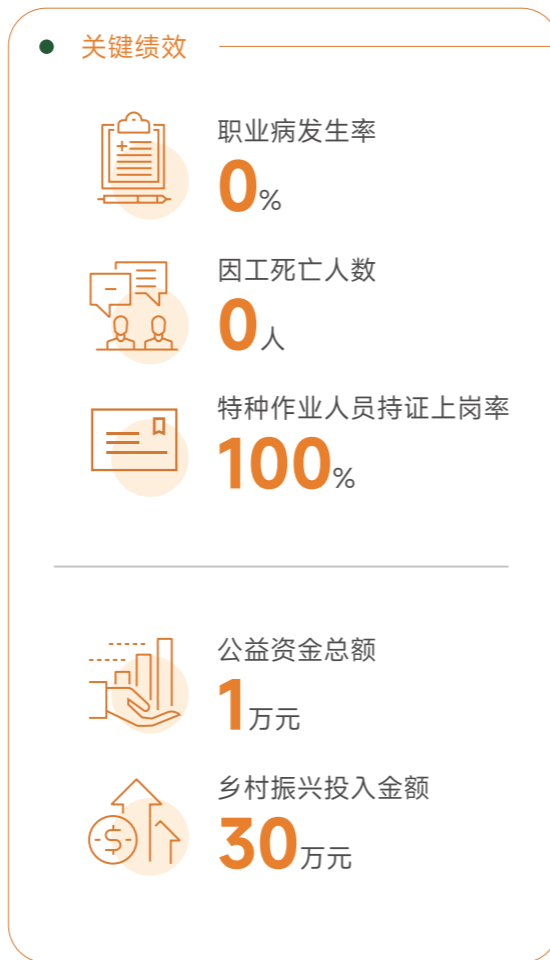 关键绩效
职业病发生率
0%
因工死亡人数
0人
特种作业人员持证上岗率
100%
公益资金总额
1万元
乡村振兴投入金额
30万元